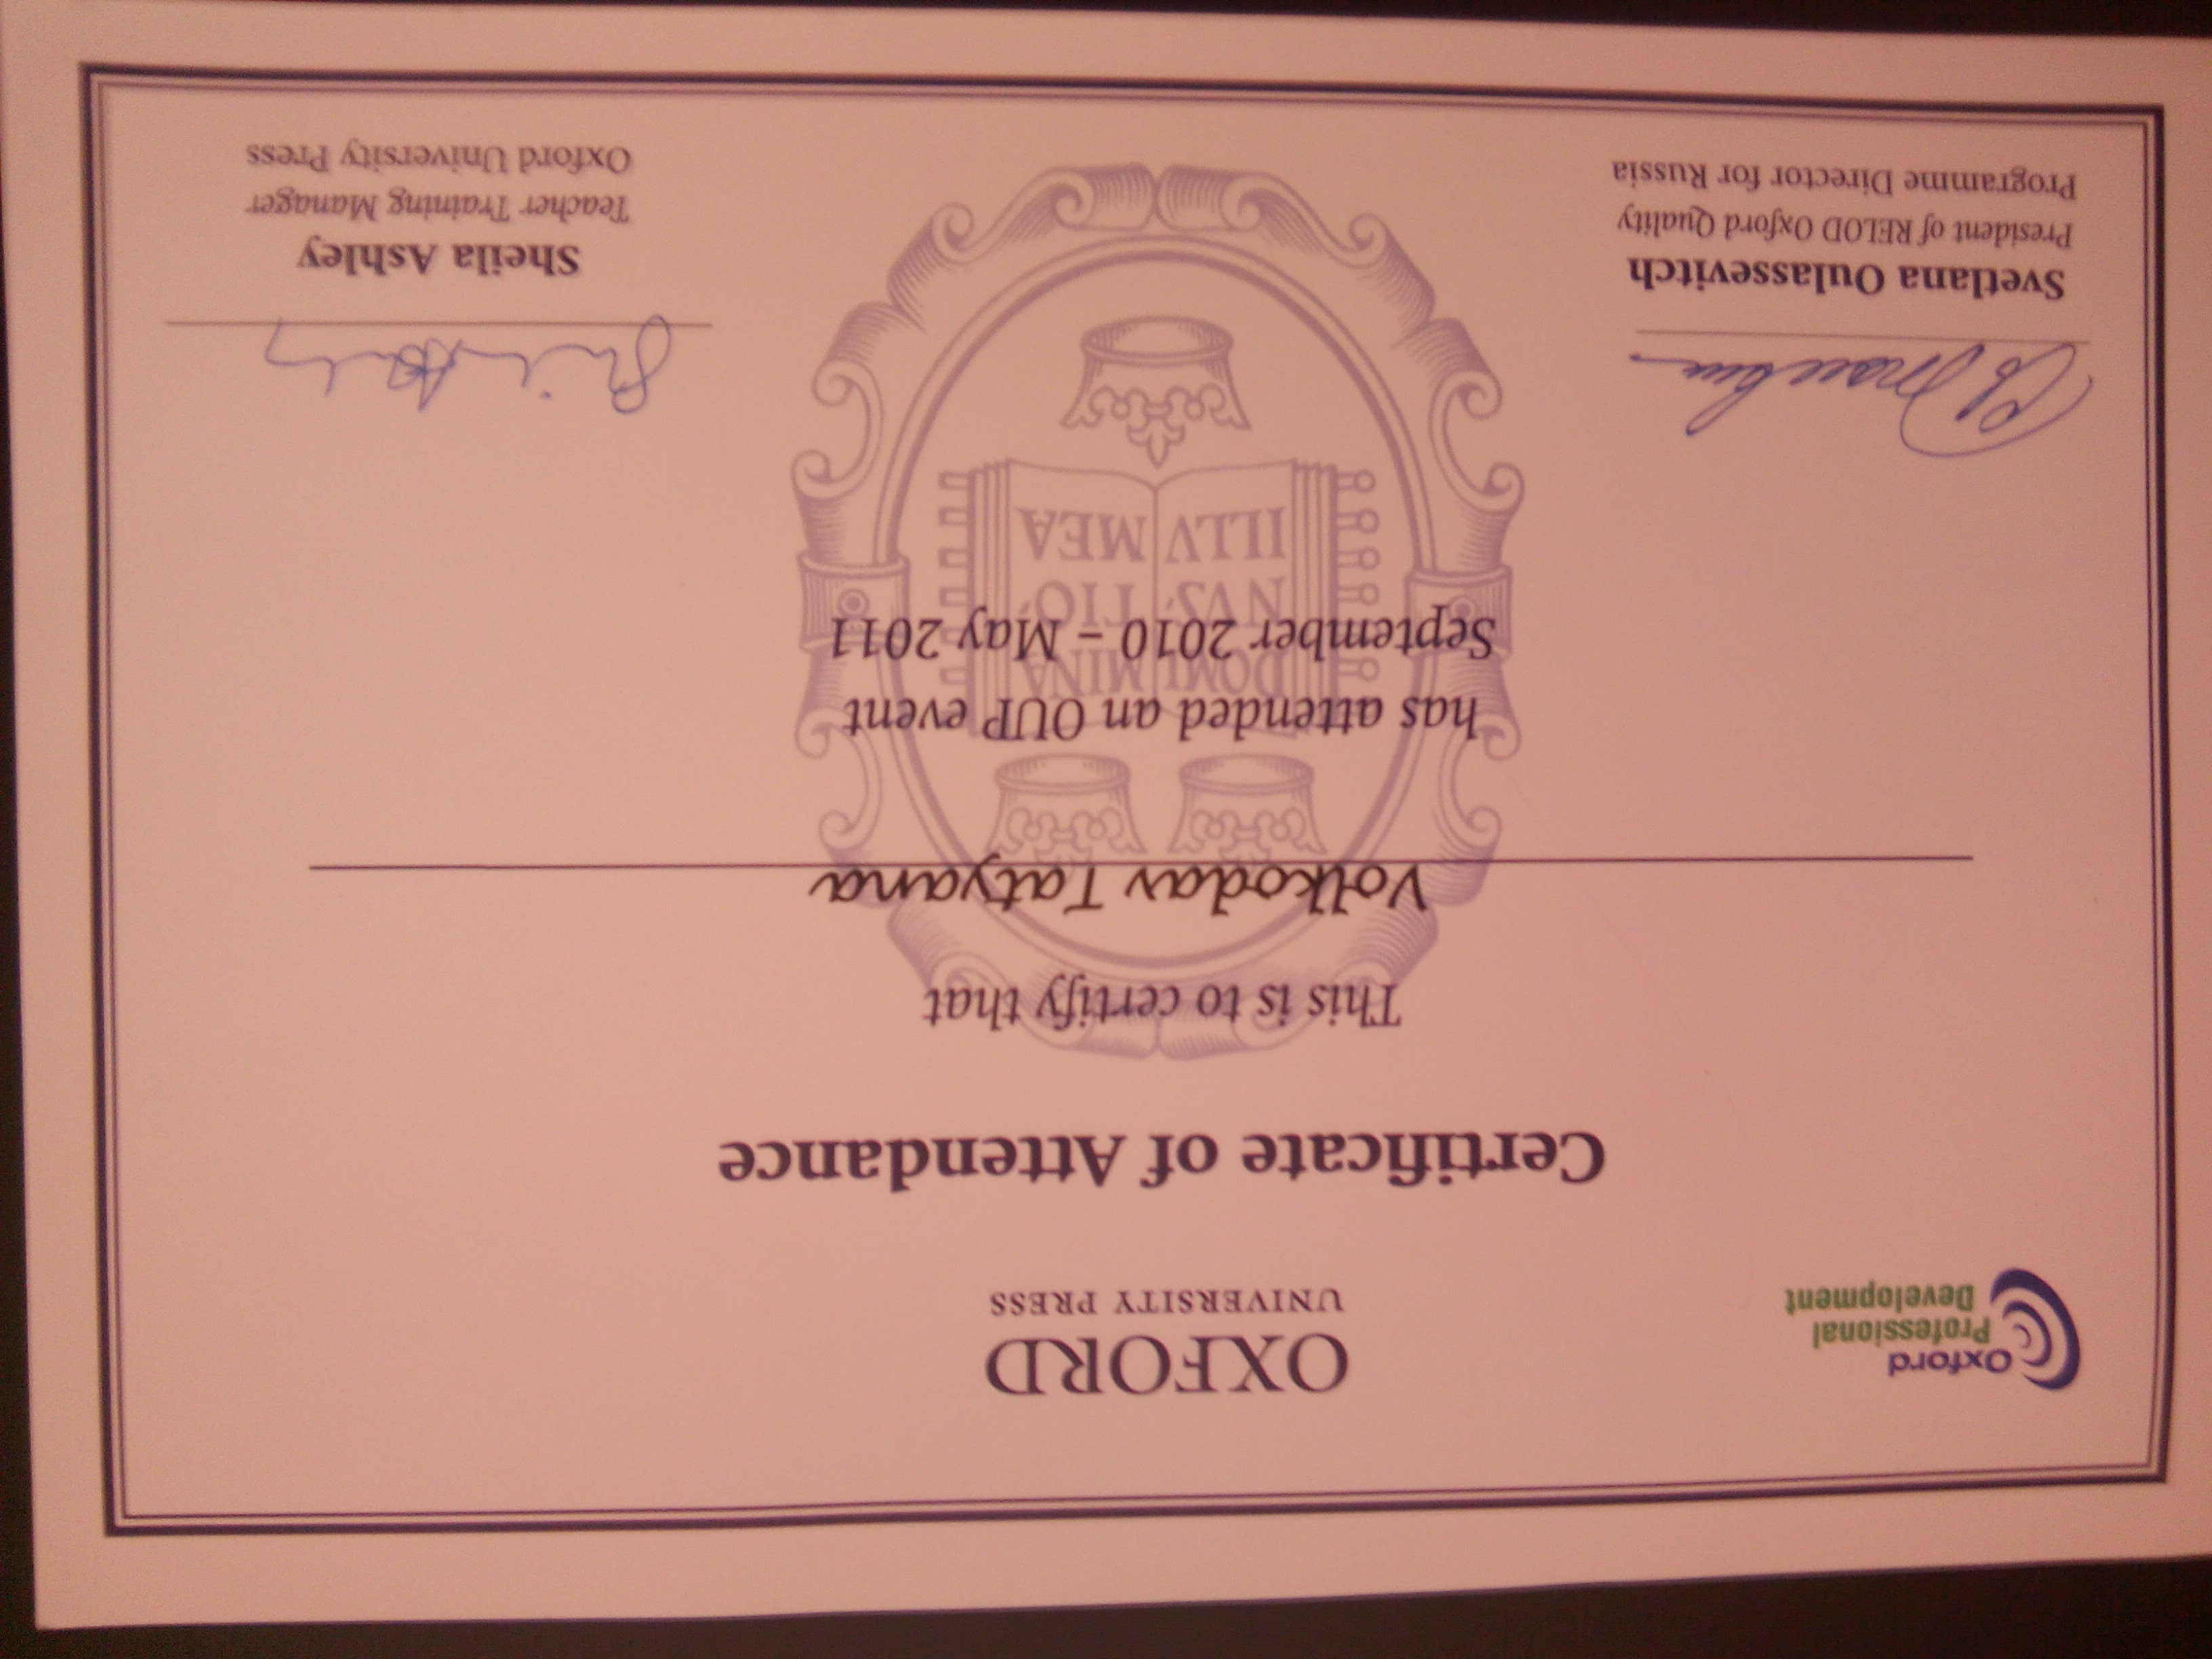 Oxford
Professional
Development
OXFORD
UNIVERSITY PRESS
Certificate of Attendance
This is to certify that
Volkodav Tatyana
has attended an OUP event
September 2010 – May 2011
DOMI MINA
NVS·TIO·
ILLV MEA
Svetlana Oulassevitch
President of RELOD Oxford Quality
Programme Director for Russia
Sheila Ashley
Teacher Training Manager
Oxford University Press